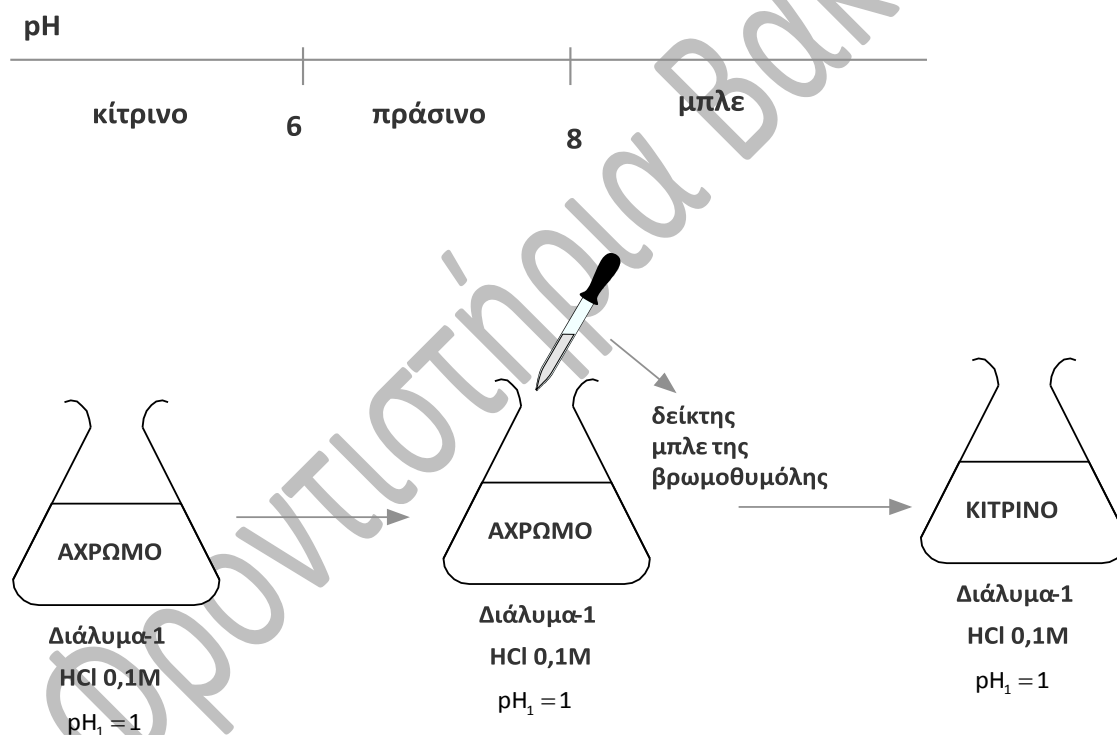 pH
κίτρινο
6
πράσινο
8
μπλε
δείκτης
μπλε της
βρωμοθυμόλης
ΑΧΡΩΜΟ
Διάλυμα-1
HCl 0,1M
pH₁ = 1
ΑΧΡΩΜΟ
Διάλυμα-1
HCl 0,1M
pH₁ = 1
ΚΙΤΡΙΝΟ
Διάλυμα-1
HCl 0,1M
pH₁ = 1
Φροντιστήρια